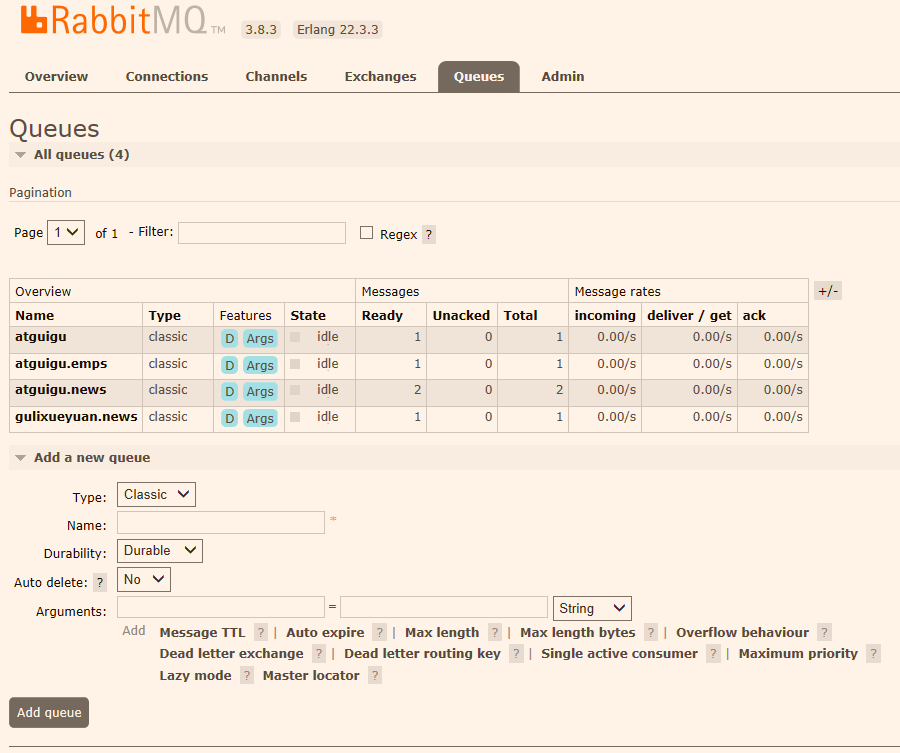 RabbitMQ TM 3.8.3 Erlang 22.3.3
Overview Connections Channels Exchanges Queues Admin
Queues
All queues (4)
Pagination
Page 1 of 1 - Filter: Regex ?
Overview Messages Message rates +/-
Name Type Features State Ready Unacked Total incoming deliver / get ack
atguigu classic D Args idle 1 0 1 0.00/s 0.00/s 0.00/s
atguigu.emps classic D Args idle 1 0 1 0.00/s 0.00/s 0.00/s
atguigu.news classic D Args idle 2 0 2 0.00/s 0.00/s 0.00/s
gulixueyuan.news classic D Args idle 1 0 1 0.00/s 0.00/s 0.00/s
Add a new queue
Type: Classic
Name: *
Durability: Durable
Auto delete: ? No
Arguments: = String
Add Message TTL ? | Auto expire ? | Max length ? | Max length bytes ? | Overflow behaviour ?
Dead letter exchange ? | Dead letter routing key ? | Single active consumer ? | Maximum priority ?
Lazy mode ? Master locator ?
Add queue